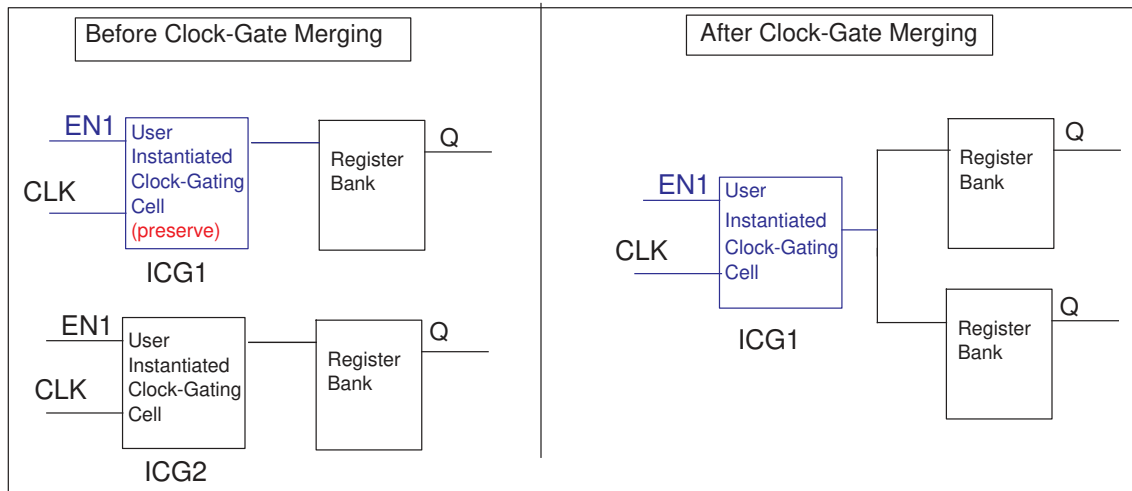 Before Clock-Gate Merging
EN1
CLK
User
Instantiated
Clock-Gating
Cell
(preserve)
ICG1
Register
Bank
Q
EN1
CLK
User
Instantiated
Clock-Gating
Cell
ICG2
Register
Bank
Q
After Clock-Gate Merging
EN1
CLK
User
Instantiated
Clock-Gating
Cell
ICG1
Register
Bank
Q
Register
Bank
Q